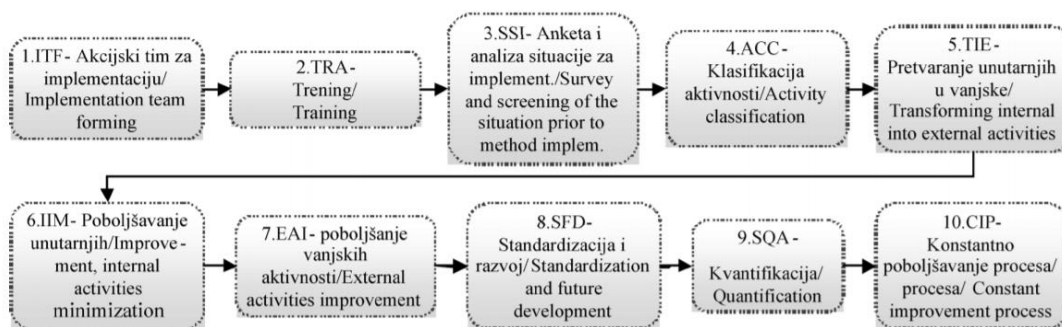 1.ITF- Akcijski tim za
implementaciju/
Implementation team
forming
2.TRA-
Trening/
Training
3.SSI- Anketa i
analiza situacije za
implement./Survey
and screening of the
situation prior to
method implem.
4.ACC-
Klasifikacija
aktivnosti/Activity
classification
5.TIE-
Pretvaranje unutarnjih
u vanjske/
Transforming internal
into external activities
6.IIM- Poboljšavanje
unutarnjih/Improve-
ment, internal
activities
minimization
7.EAI- poboljšanje
vanjskih
aktivnosti/External
activities improvement
8.SFD-
Standardizacija i
razvoj/Standardization
and future
development
9.SQA-
Kvantifikacija/
Quantification
10.CIP-
Konstantno
poboljšavanje procesa/
procesa/ Constant
improvement process